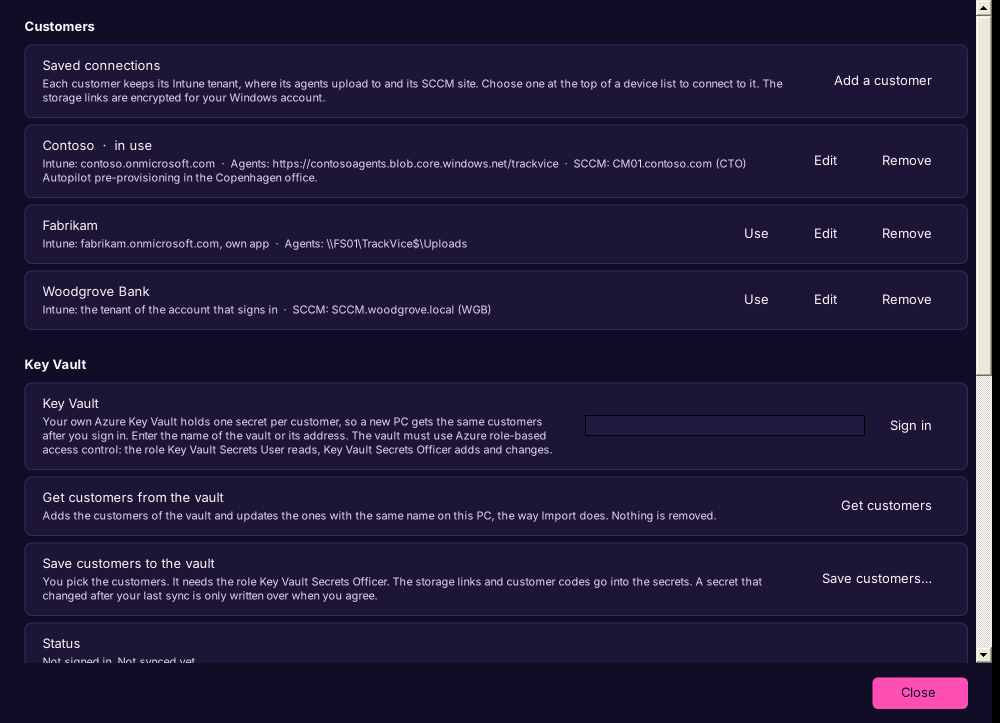 Customers
Saved connections
Each customer keeps its Intune tenant, where its agents upload to and its SCCM site. Choose one at the top of a device list to connect to it. The
storage links are encrypted for your Windows account.
Add a customer
Contoso · in use
Intune: contoso.onmicrosoft.com · Agents: https://contosoagents.blob.core.windows.net/trackvice · SCCM: CM01.contoso.com (CTO)
Autopilot pre-provisioning in the Copenhagen office.
Edit
Remove
Fabrikam
Intune: fabrikam.onmicrosoft.com, own app · Agents: \\FS01\TrackVice$\Uploads
Use
Edit
Remove
Woodgrove Bank
Intune: the tenant of the account that signs in · SCCM: SCCM.woodgrove.local (WGB)
Use
Edit
Remove
Key Vault
Key Vault
Your own Azure Key Vault holds one secret per customer, so a new PC gets the same customers
after you sign in. Enter the name of the vault or its address. The vault must use Azure role-based
access control: the role Key Vault Secrets User reads, Key Vault Secrets Officer adds and changes.
Sign in
Get customers from the vault
Adds the customers of the vault and updates the ones with the same name on this PC, the way Import does. Nothing is removed.
Get customers
Save customers to the vault
You pick the customers. It needs the role Key Vault Secrets Officer. The storage links and customer codes go into the secrets. A secret that
changed after your last sync is only written over when you agree.
Save customers...
Status
Not signed in. Not synced yet.
Close